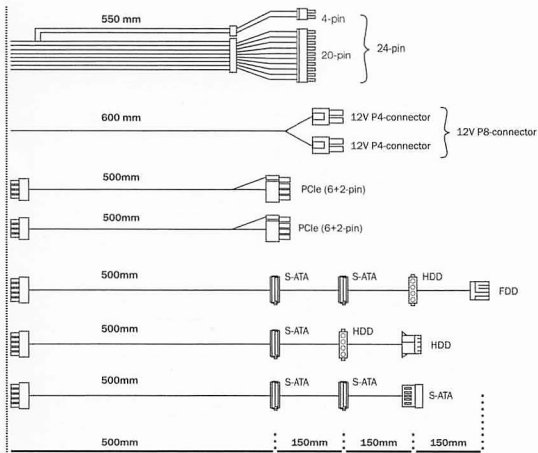 550 mm
4-pin
20-pin
24-pin
600 mm
12V P4-connector
12V P4-connector
12V P8-connector
500mm
PCIe (6+2-pin)
500mm
PCIe (6+2-pin)
500mm
S-ATA
S-ATA
HDD
FDD
500mm
S-ATA
HDD
HDD
500mm
S-ATA
S-ATA
S-ATA
500mm
150mm
150mm
150mm